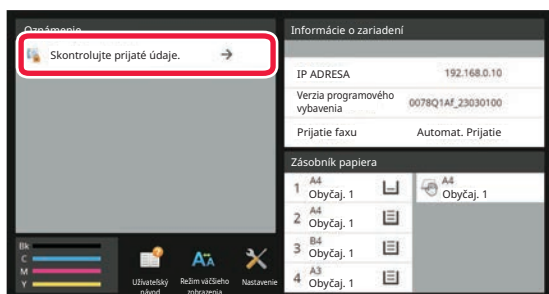 Oznámenie
Skontrolujte prijaté údaje.
Informácie o zariadení
IP ADRESA 192.168.0.10
Verzia programového
vybavenia 0078Q1Af_23030100
Prijatie faxu Automat. Prijatie
Zásobník papiera
1 A4
Obyčaj. 1
A4
Obyčaj. 1
2 A4
Obyčaj. 1
3 B4
Obyčaj. 1
4 A3
Obyčaj. 1
Bk
C
M
Y
Užívateľský
návod
Režim väčšieho
zobrazenia
Nastavenie